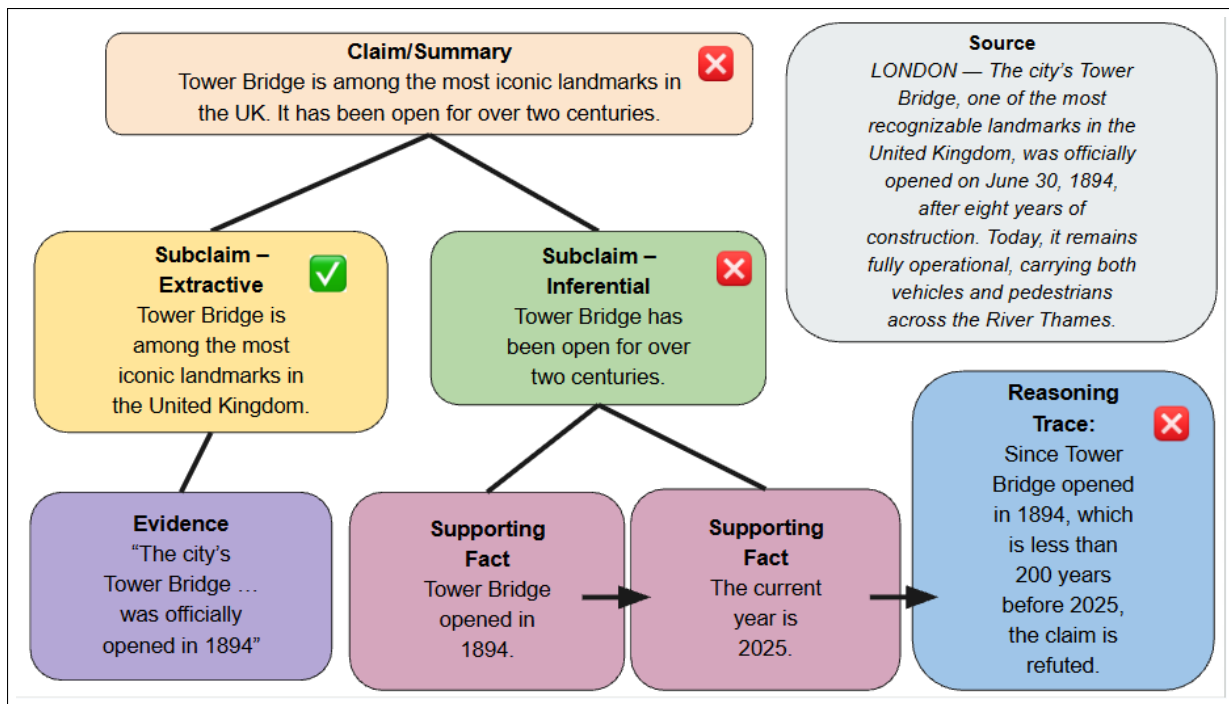 Claim/Summary
Tower Bridge is among the most iconic landmarks in
the UK. It has been open for over two centuries.
Source
LONDON — The city's Tower
Bridge, one of the most
recognizable landmarks in the
United Kingdom, was officially
opened on June 30, 1894,
after eight years of
construction. Today, it remains
fully operational, carrying both
vehicles and pedestrians
across the River Thames.
Subclaim –
Extractive
Tower Bridge is
among the most
iconic landmarks in
the United Kingdom.
Subclaim –
Inferential
Tower Bridge has
been open for over
two centuries.
Evidence
“The city's
Tower Bridge …
was officially
opened in 1894”
Supporting
Fact
Tower Bridge
opened in
1894.
Supporting
Fact
The current
year is
2025.
Reasoning
Trace:
Since Tower
Bridge opened
in 1894, which
is less than
200 years
before 2025,
the claim is
refuted.